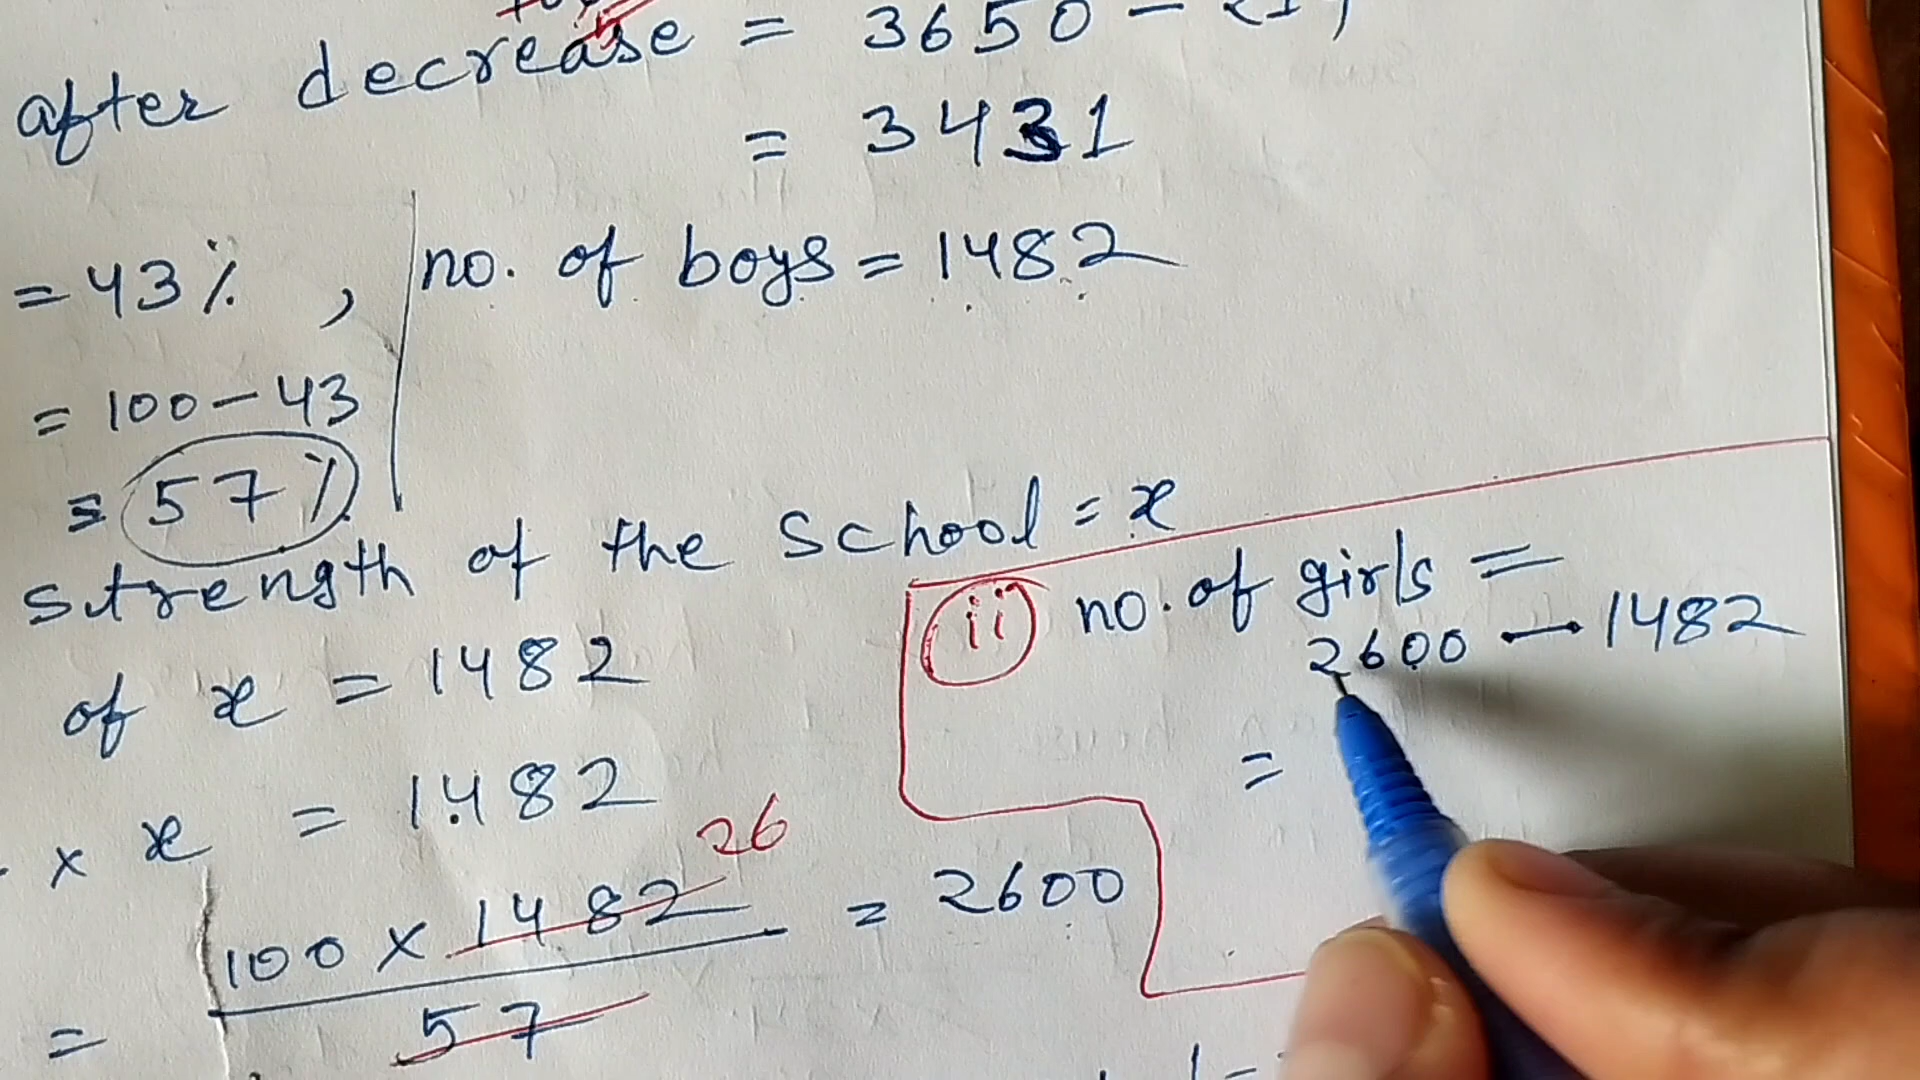 after decrease = 3650 -
= 3431
= 43%, no. of boys = 1482
= 100 - 43
= 57%
strength of the school = x
of x = 1482
× x = 1482
26
100 × 1482 = 2600
= 57
ii no. of girls =
2600 - 1482
=